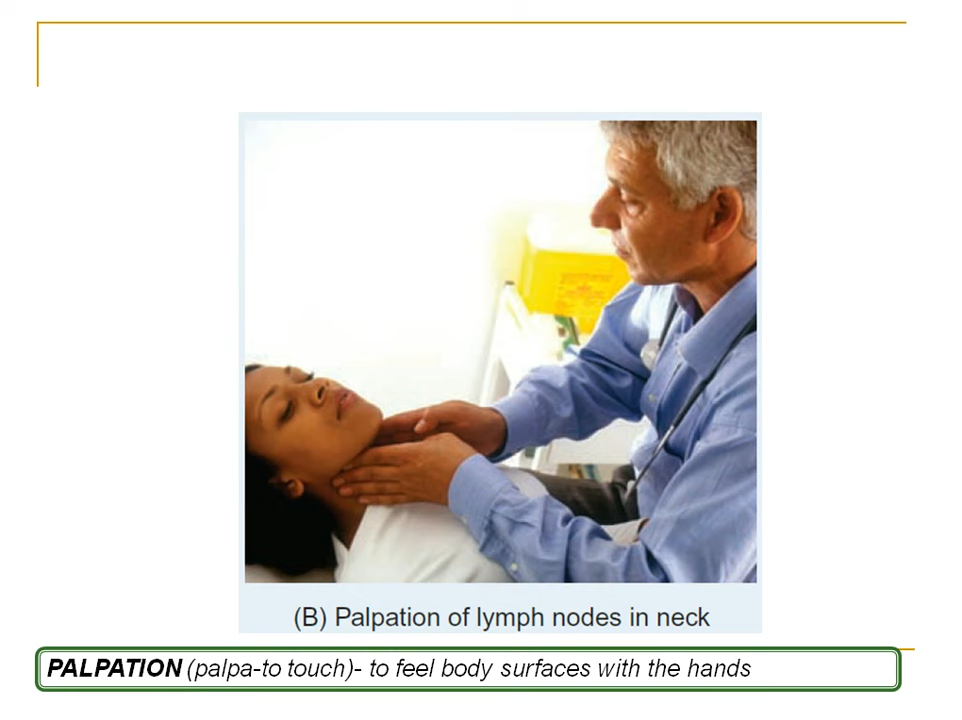 (B) Palpation of lymph nodes in neck
PALPATION (palpa-to touch)- to feel body surfaces with the hands